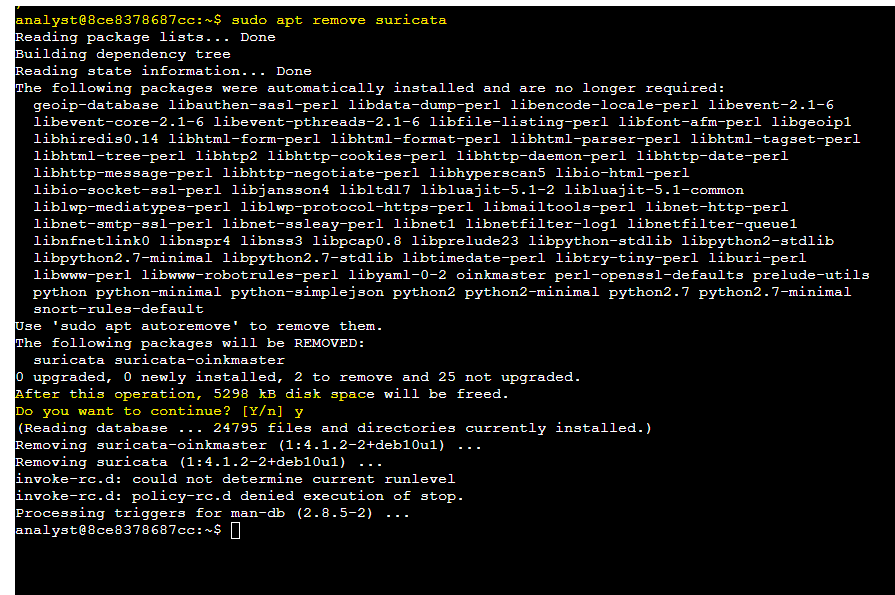 analyst@8ce8378687cc:~$ sudo apt remove suricata
Reading package lists... Done
Building dependency tree
Reading state information... Done
The following packages were automatically installed and are no longer required:
  geoip-database libauthen-sasl-perl libdata-dump-perl libencode-locale-perl libevent-2.1-6
  libevent-core-2.1-6 libevent-pthreads-2.1-6 libfile-listing-perl libfont-afm-perl libgeoip1
  libhiredis0.14 libhtml-form-perl libhtml-format-perl libhtml-parser-perl libhtml-tagset-perl
  libhtml-tree-perl libhtp2 libhttp-cookies-perl libhttp-daemon-perl libhttp-date-perl
  libhttp-message-perl libhttp-negotiate-perl libhyperscan5 libio-html-perl
  libio-socket-ssl-perl libjansson4 libltdl7 libluajit-5.1-2 libluajit-5.1-common
  liblwp-mediatypes-perl liblwp-protocol-https-perl libmailtools-perl libnet-http-perl
  libnet-smtp-ssl-perl libnet-ssleay-perl libnet1 libnetfilter-log1 libnetfilter-queue1
  libnfnetlink0 libnspr4 libnss3 libpcap0.8 libprelude23 libpython-stdlib libpython2-stdlib
  libpython2.7-minimal libpython2.7-stdlib libtimedate-perl libtry-tiny-perl liburi-perl
  libwww-perl libwww-robotrules-perl libyaml-0-2 oinkmaster perl-openssl-defaults prelude-utils
  python python-minimal python-simplejson python2 python2-minimal python2.7 python2.7-minimal
  snort-rules-default
Use 'sudo apt autoremove' to remove them.
The following packages will be REMOVED:
  suricata suricata-oinkmaster
0 upgraded, 0 newly installed, 2 to remove and 25 not upgraded.
After this operation, 5298 kB disk space will be freed.
Do you want to continue? [Y/n] y
(Reading database ... 24795 files and directories currently installed.)
Removing suricata-oinkmaster (1:4.1.2-2+deb10u1) ...
Removing suricata (1:4.1.2-2+deb10u1) ...
invoke-rc.d: could not determine current runlevel
invoke-rc.d: policy-rc.d denied execution of stop.
Processing triggers for man-db (2.8.5-2) ...
analyst@8ce8378687cc:~$